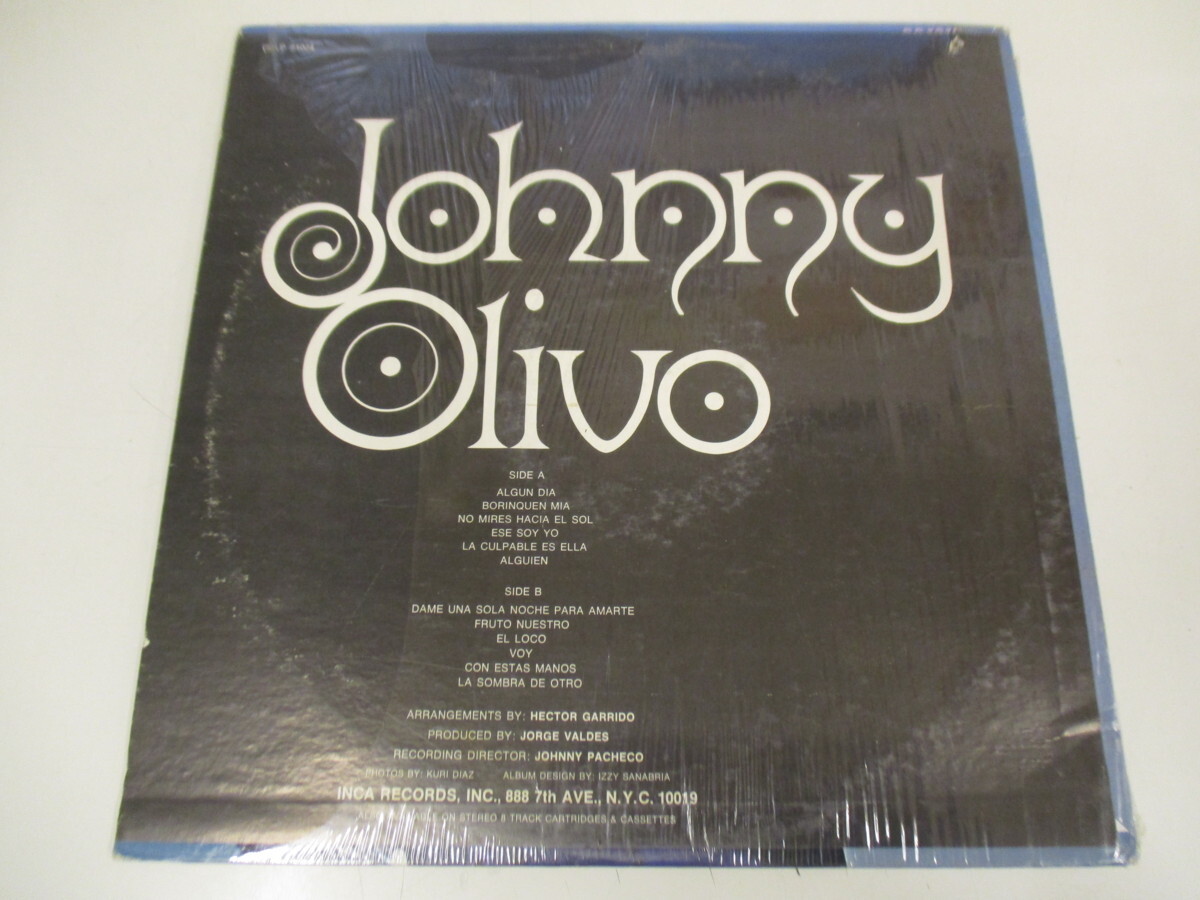 Johnny
Olivo
SIDE A
ALGUN DIA
BORINQUEN MIA
NO MIRES HACIA EL SOL
ESE SOY YO
LA CULPABLE ES ELLA
ALGUIEN
SIDE B
DAME UNA SOLA NOCHE PARA AMARTE
FRUTO NUESTRO
EL LOCO
VOY
CON ESTAS MANOS
LA SOMBRA DE OTRO
ARRANGEMENTS BY: HECTOR GARRIDO
PRODUCED BY: JORGE VALDES
RECORDING DIRECTOR: JOHNNY PACHECO
PHOTOS BY: KURI DIAZ ALBUM DESIGN BY: IZZY SANABRIA
INCA RECORDS, INC., 888 7th AVE., N.Y.C. 10019
ON STEREO 8 TRACK CARTRIDGES & CASSETTES